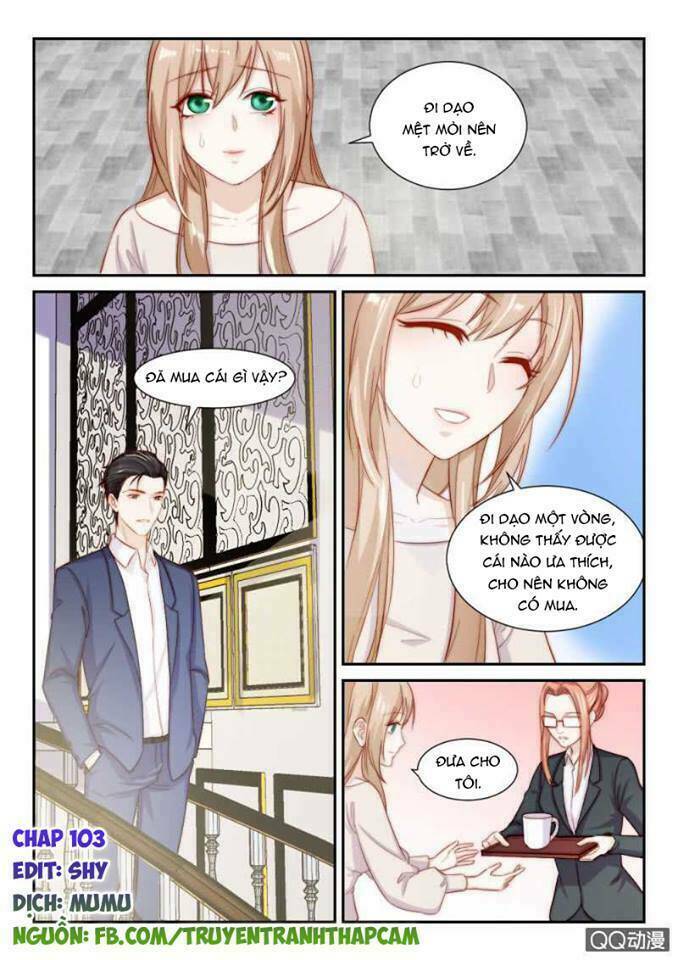 ĐI DẠO
MỆT MỎI NÊN
TRỞ VỀ.
ĐÃ MUA CÁI GÌ VẬY?
ĐI DẠO MỘT VÒNG,
KHÔNG THẤY ĐƯỢC
CÁI NÀO ƯA THÍCH,
CHO NÊN KHÔNG
CÓ MUA.
ĐƯA CHO
TÔI.
CHAP 103
EDIT: SHY
DỊCH: MUMU
NGUỒN: FB.COM/TRUYENTRANHTHAPCAM
QQ动漫